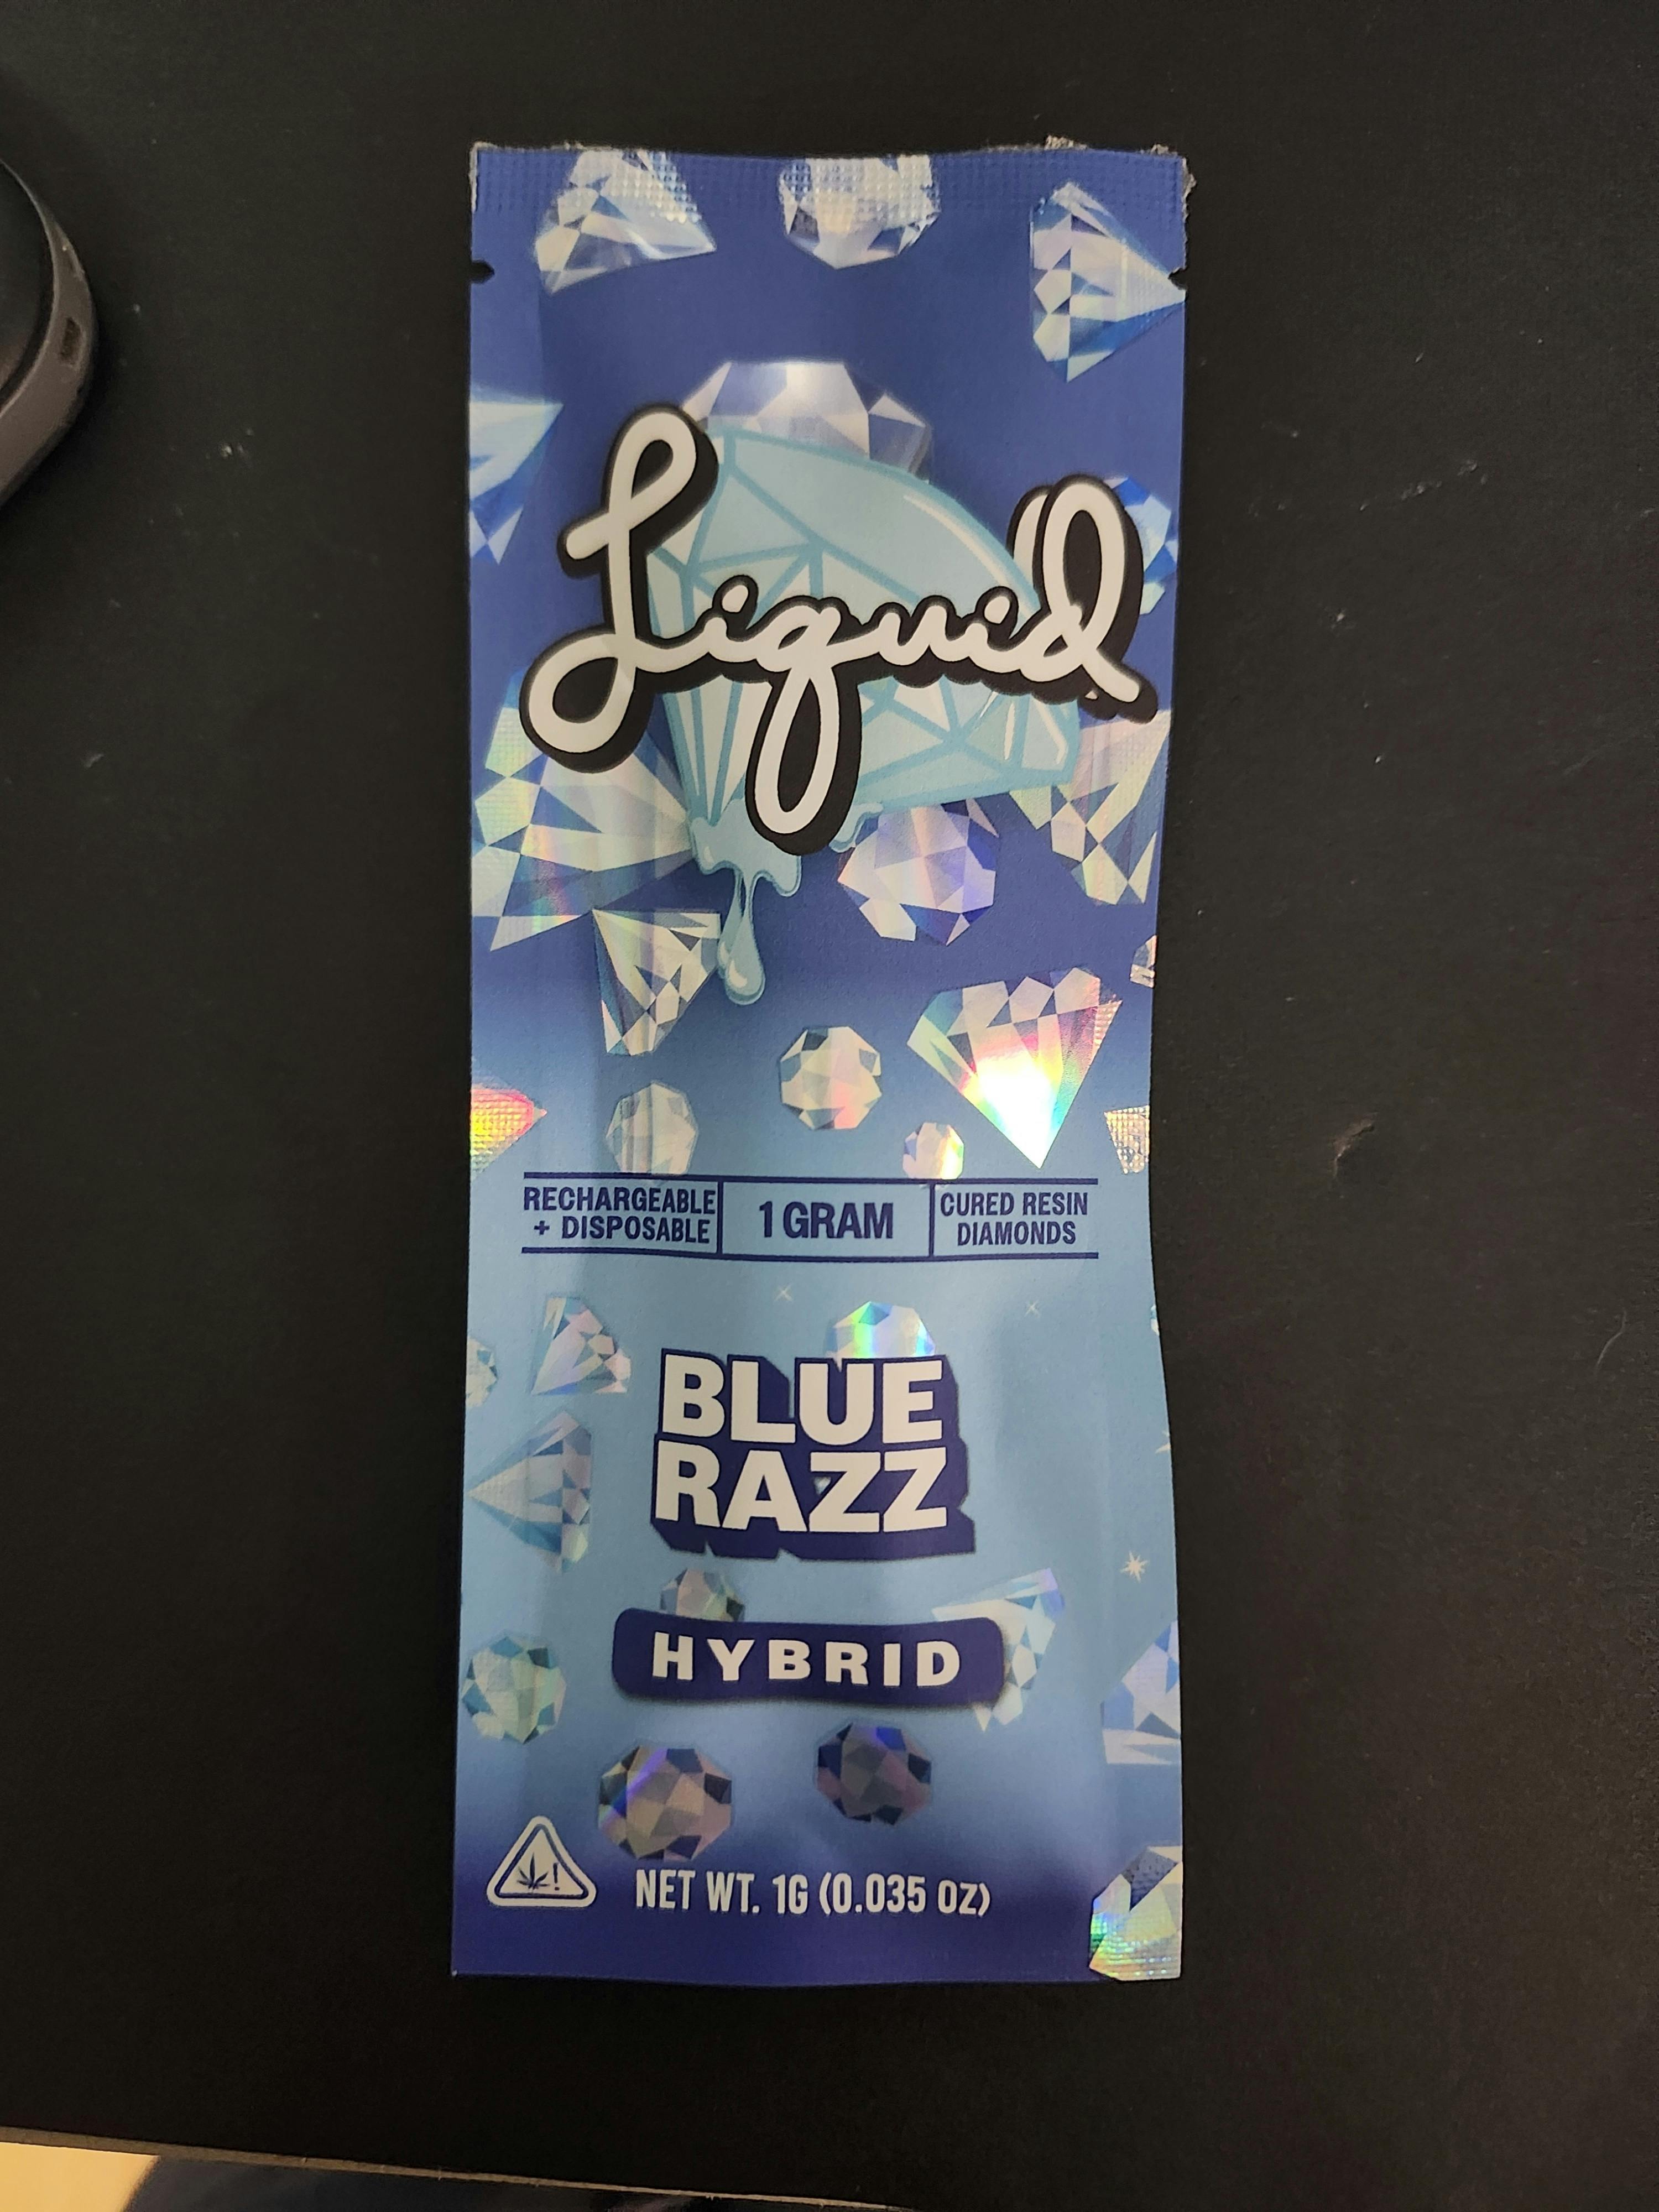 Liquid
RECHARGEABLE
+ DISPOSABLE
1 GRAM
CURED RESIN
DIAMONDS
BLUE
RAZZ
HYBRID
!
NET WT. 1G (0.035 OZ)